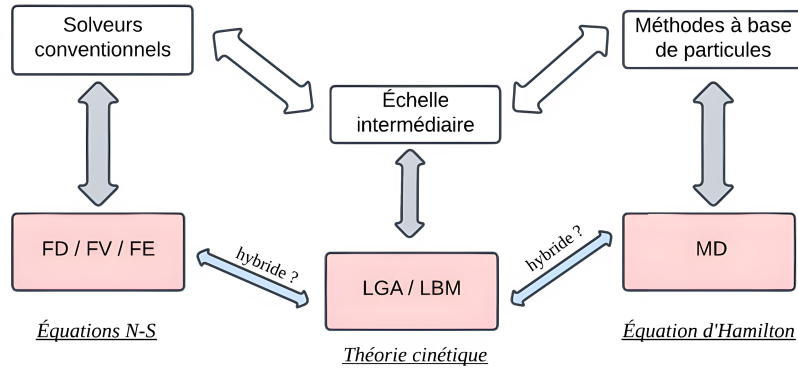 Solveurs
conventionnels
Méthodes à base
de particules
Échelle
intermédiaire
FD / FV / FE
hybride ?
LGA / LBM
hybride ?
MD
Équations N-S
Théorie cinétique
Équation d'Hamilton